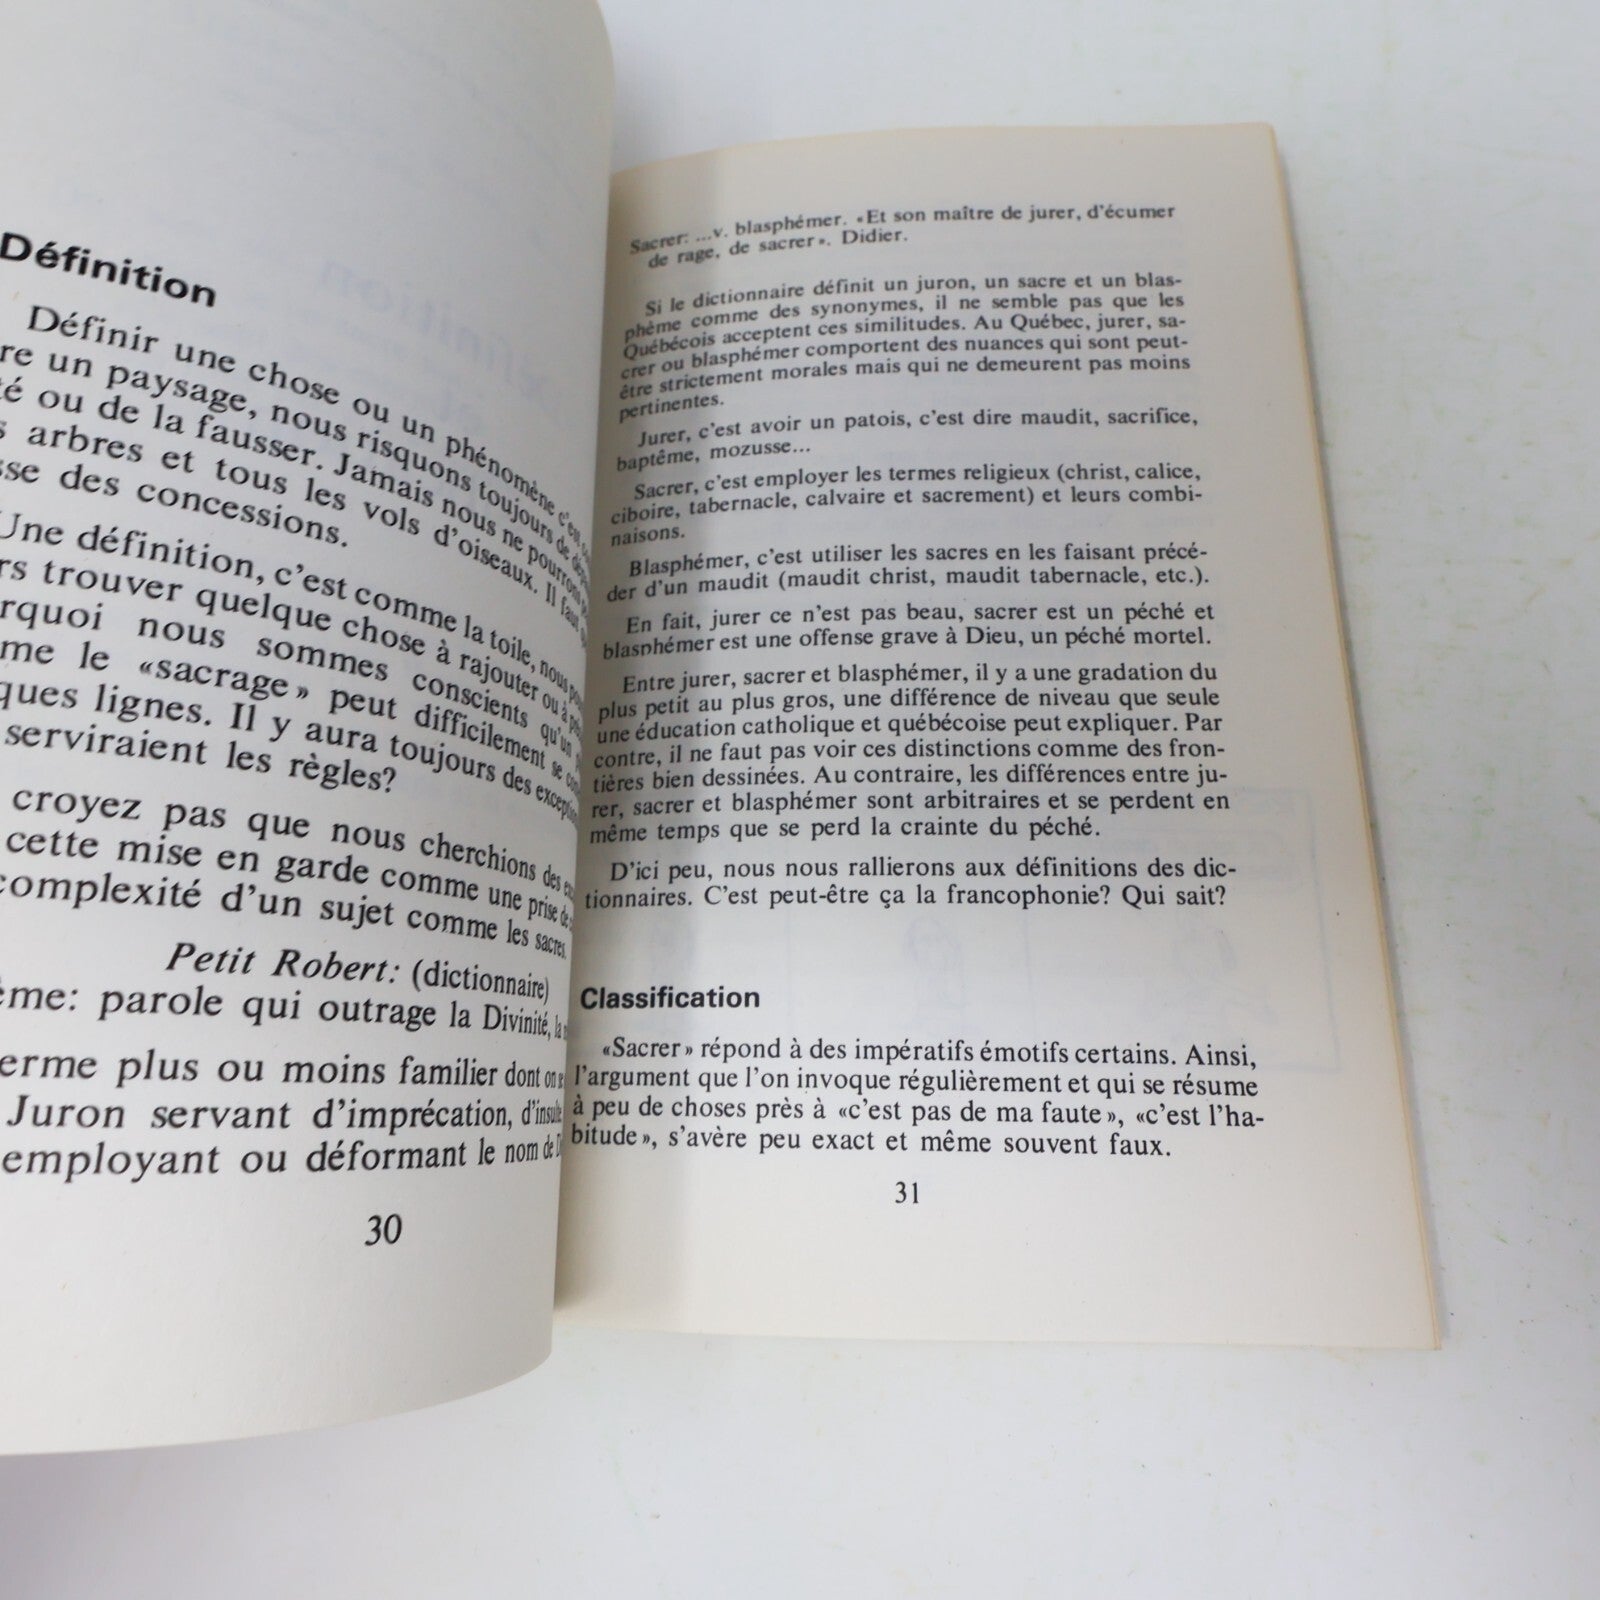 Définition
Définir une chose ou un phénomène c'est
re un paysage, nous risquons toujours de
té ou de la fausser. Jamais nous ne pourrons
s arbres et tous les vols d'oiseaux. Il faut
sse des concessions.
Une définition, c'est comme la toile, nous
rs trouver quelque chose à rajouter ou à
rquoi nous sommes conscients qu'un
me le «sacrage» peut difficilement se
ques lignes. Il y aura toujours des
serviraient les règles?
croyez pas que nous cherchions des
cette mise en garde comme une prise de
complexité d'un sujet comme les sacres.
Petit Robert: (dictionnaire)
ème: parole qui outrage la Divinité, la
erme plus ou moins familier dont on se
Juron servant d'imprécation,
employant ou déformant le nom de
30
Sacrer: ...v. blasphémer. «Et son maître de jurer, d'écumer
de rage, de sacrer». Didier.
Si le dictionnaire définit un juron, un sacre et un blas-
phème comme des synonymes, il ne semble pas que les
Québécois acceptent ces similitudes. Au Québec, jurer, sa-
crer ou blasphémer comportent des nuances qui sont peut-
être strictement morales mais qui ne demeurent pas moins
pertinentes.
Jurer, c'est avoir un patois, c'est dire maudit, sacrifice,
baptême, mozusse...
Sacrer, c'est employer les termes religieux (christ, calice,
ciboire, tabernacle, calvaire et sacrement) et leurs combi-
naisons.
Blasphémer, c'est utiliser les sacres en les faisant précé-
der d'un maudit (maudit christ, maudit tabernacle, etc.).
En fait, jurer ce n'est pas beau, sacrer est un péché et
blasphémer est une offense grave à Dieu, un péché mortel.
Entre jurer, sacrer et blasphémer, il y a une gradation du
plus petit au plus gros, une différence de niveau que seule
une éducation catholique et québécoise peut expliquer. Par
contre, il ne faut pas voir ces distinctions comme des fron-
tières bien dessinées. Au contraire, les différences entre ju-
rer, sacrer et blasphémer sont arbitraires et se perdent en
même temps que se perd la crainte du péché.
D'ici peu, nous nous rallierons aux définitions des dic-
tionnaires. C'est peut-être ça la francophonie? Qui sait?
Classification
«Sacrer» répond à des impératifs émotifs certains. Ainsi,
l'argument que l'on invoque régulièrement et qui se résume
à peu de choses près à «c'est pas de ma faute», «c'est l'ha-
bitude», s'avère peu exact et même souvent faux.
31